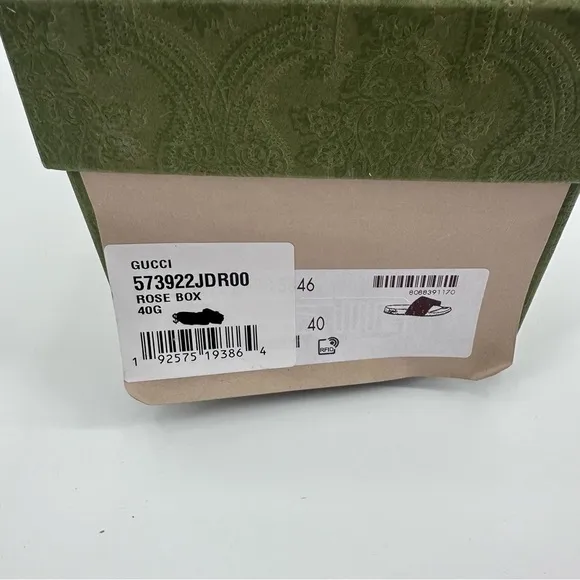 GUCCI
573922JDR00
ROSE BOX
40G
1 92575 19386 4
46
40
RFID
8088391170